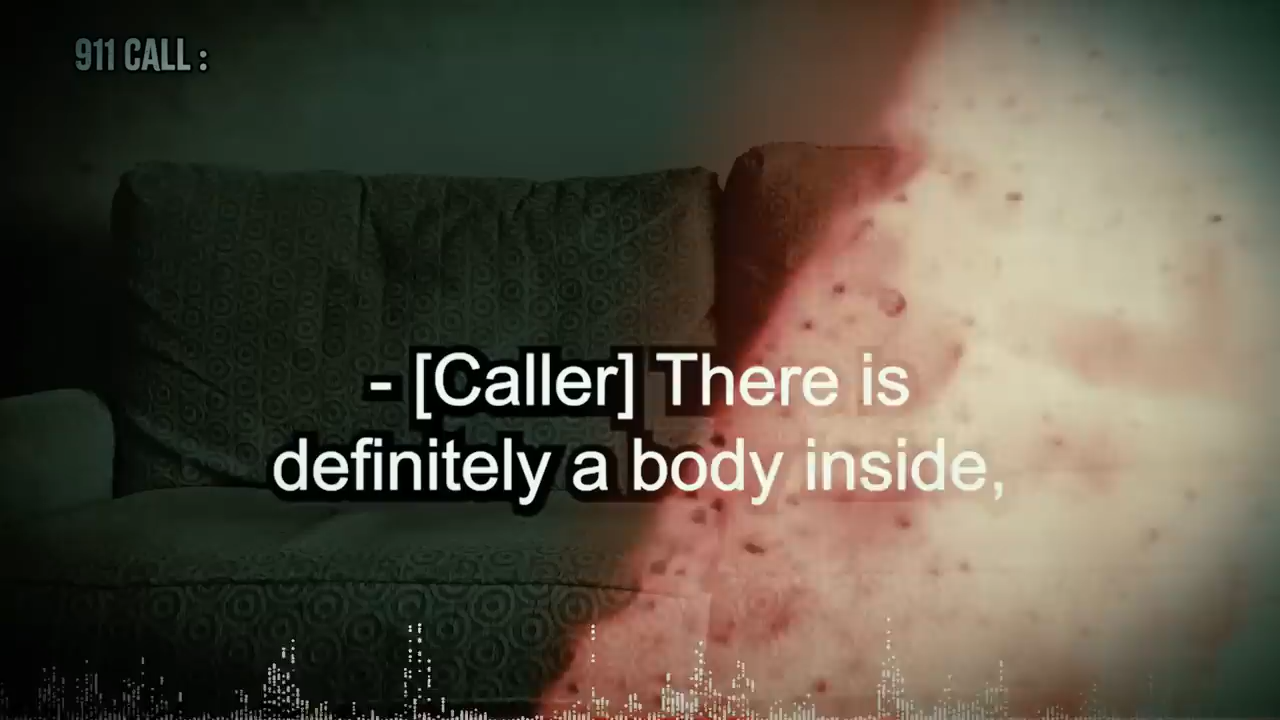 911 CALL :
- [Caller] There is
definitely a body inside,